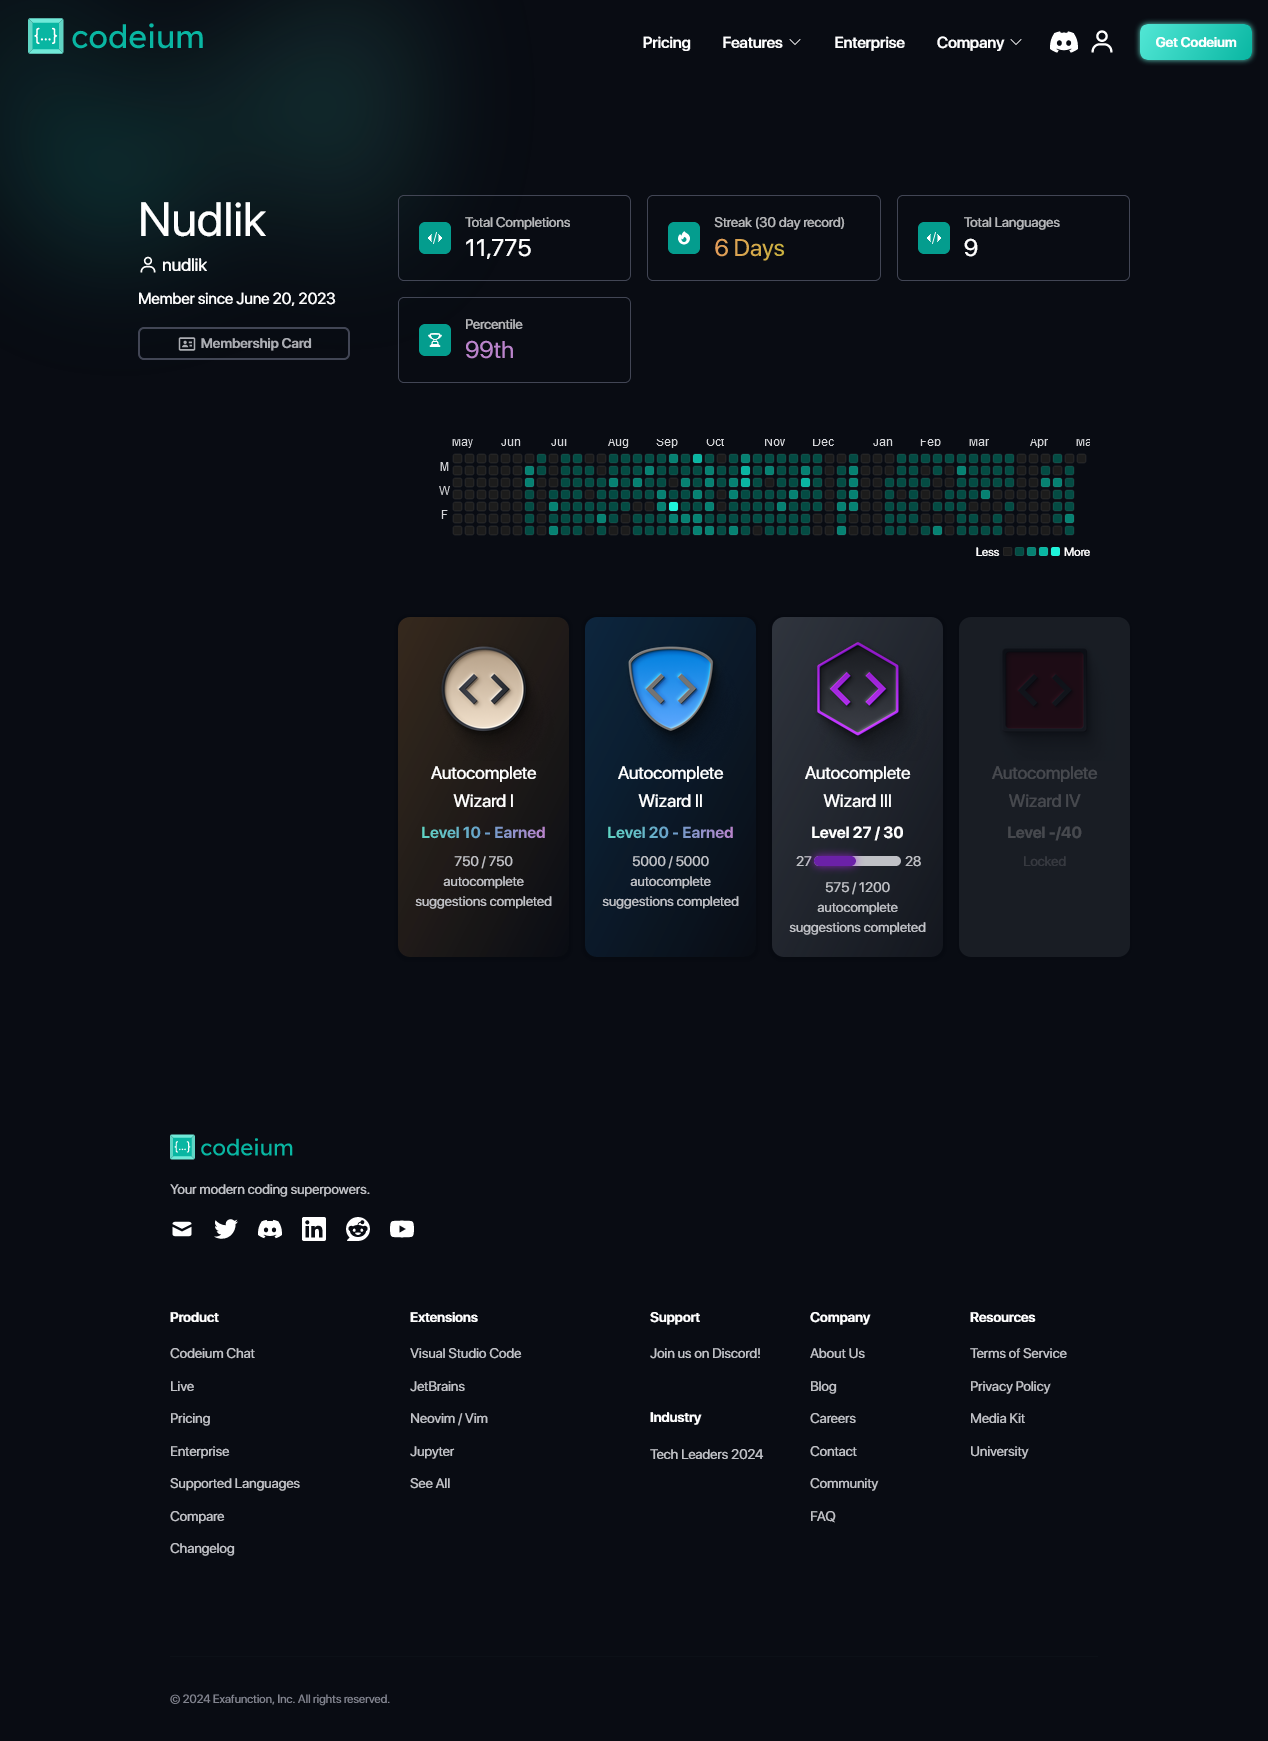 {...} codeium
Pricing
Features
Enterprise
Company
Get Codeium
Nudlik
nudlik
Member since June 20, 2023
Membership Card
Total Completions
11,775
Streak (30 day record)
6 Days
Total Languages
9
Percentile
99th
May Jun Jul Aug Sep Oct Nov Dec Jan Feb Mar Apr Ma
M
W
F
Less More
Autocomplete
Wizard I
Level 10 - Earned
750 / 750
autocomplete
suggestions completed
Autocomplete
Wizard II
Level 20 - Earned
5000 / 5000
autocomplete
suggestions completed
Autocomplete
Wizard III
Level 27 / 30
27 28
575 / 1200
autocomplete
suggestions completed
Autocomplete
Wizard IV
Level -/40
Locked
{...} codeium
Your modern coding superpowers.
Product
Codeium Chat
Live
Pricing
Enterprise
Supported Languages
Compare
Changelog
Extensions
Visual Studio Code
JetBrains
Neovim / Vim
Jupyter
See All
Support
Join us on Discord!
Industry
Tech Leaders 2024
Company
About Us
Blog
Careers
Contact
Community
FAQ
Resources
Terms of Service
Privacy Policy
Media Kit
University
© 2024 Exafunction, Inc. All rights reserved.